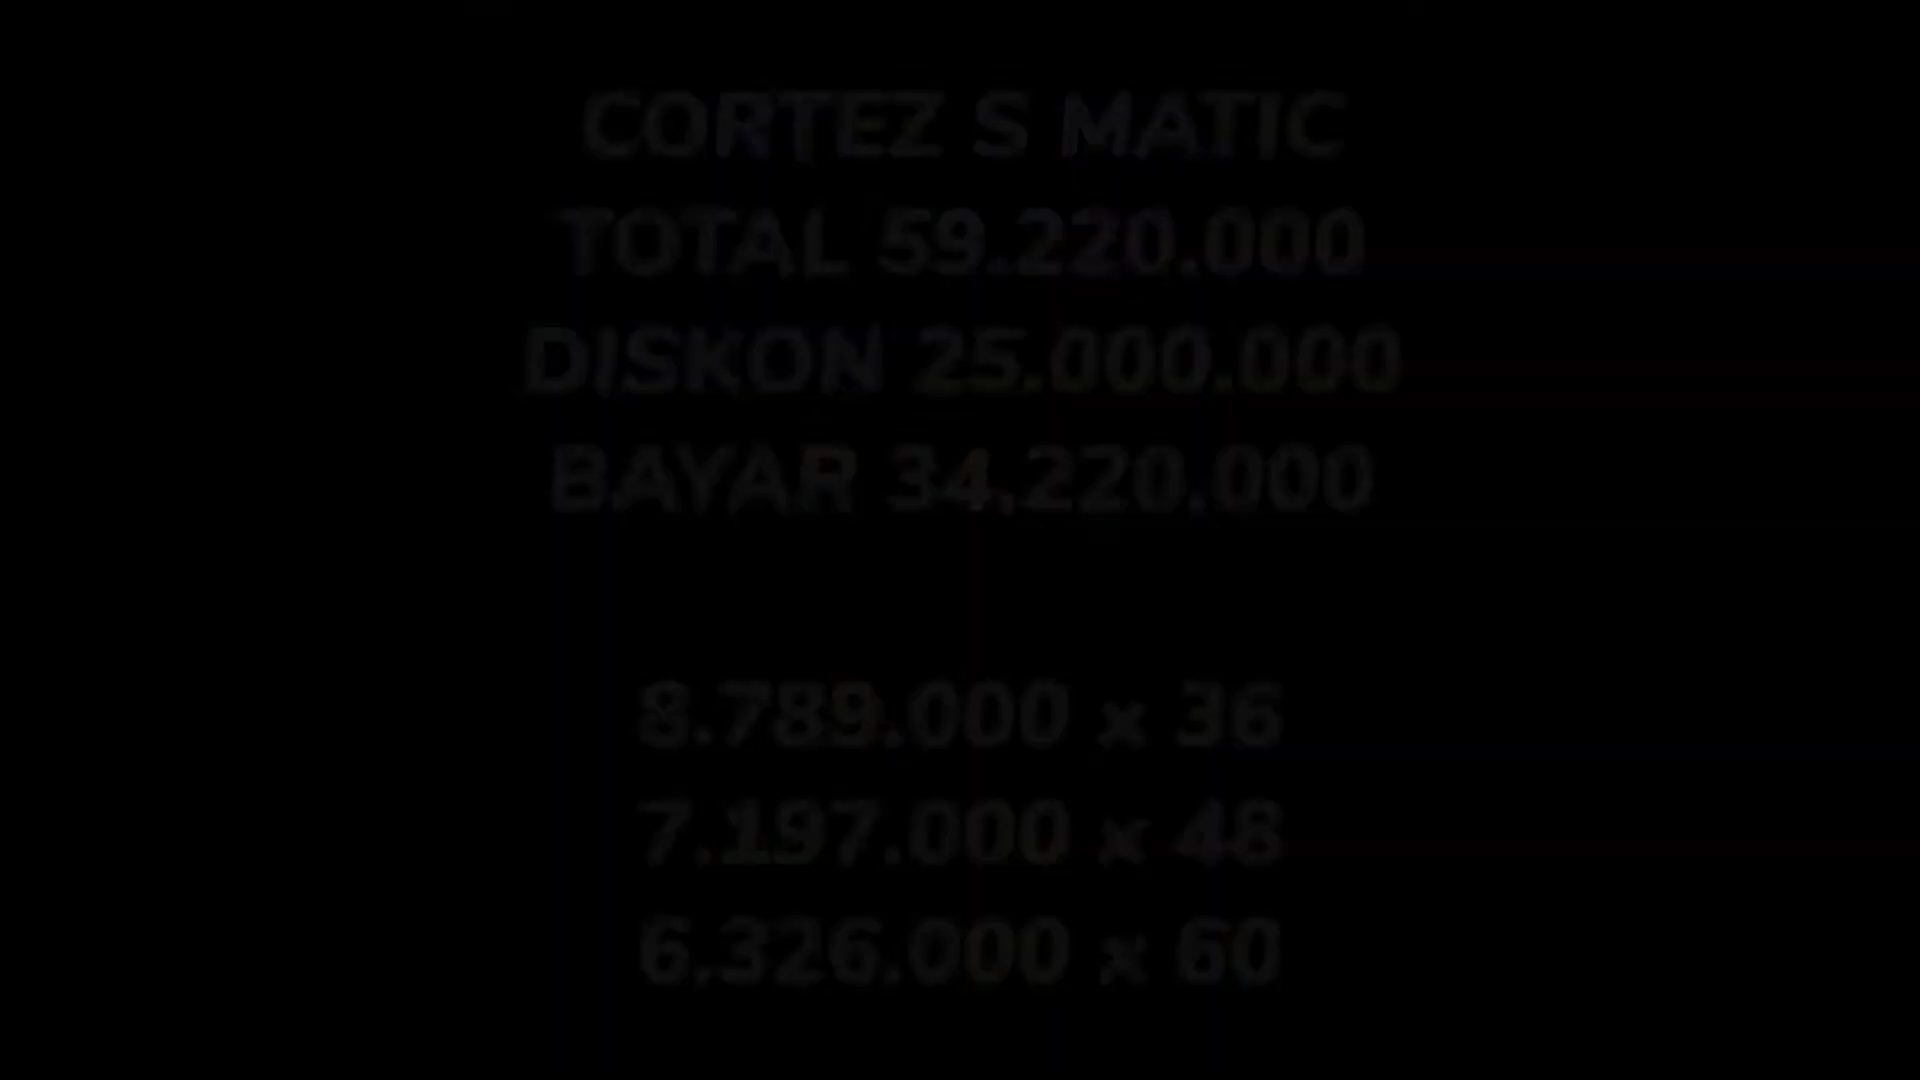 CORTEZ S MATIC
TOTAL 59.220.000
DISKON 25.000.000
BAYAR 34.220.000
8.789.000 x 36
7.197.000 x 48
6.326.000 x 60